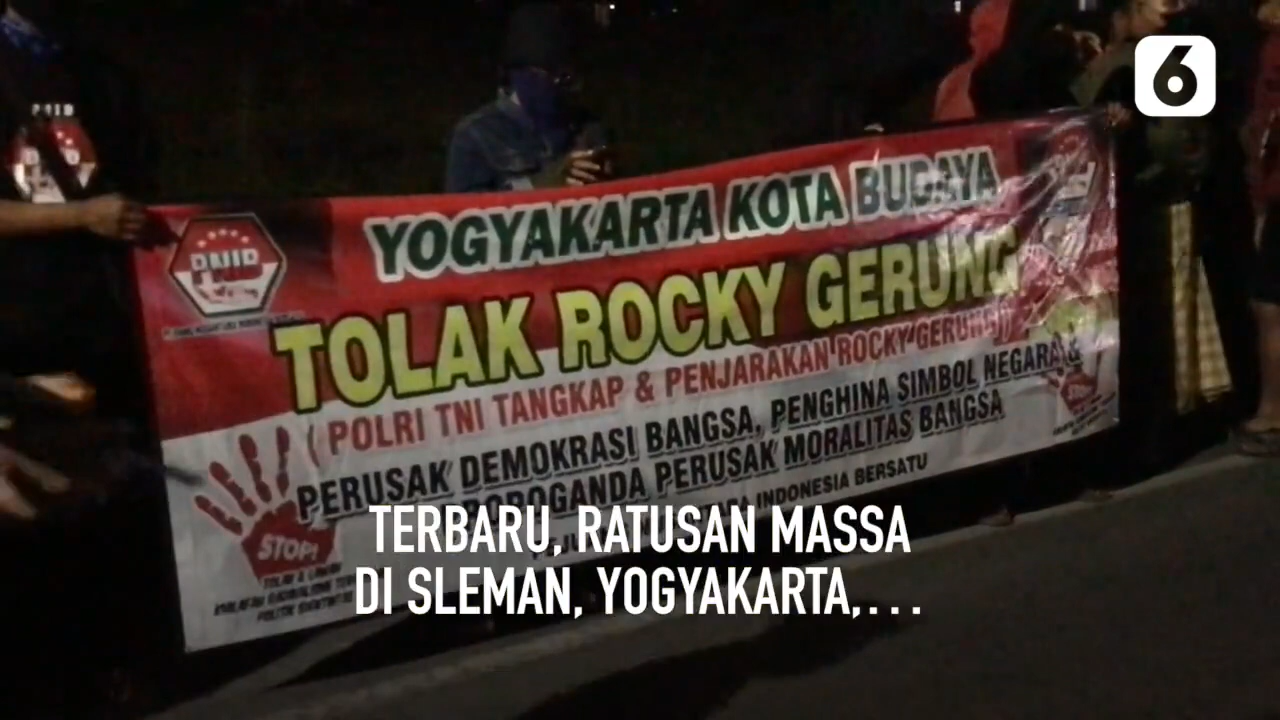 6
YOGYAKARTA KOTA BUDAYA
TOLAK ROCKY GERUNG
( POLRI TNI TANGKAP & PENJARAKAN ROCKY GERUNG )
PERUSAK DEMOKRASI BANGSA, PENGHINA SIMBOL NEGARA &
PERUSAK MORALITAS BANGSA
INDONESIA BERSATU
STOP!
TERBARU, RATUSAN MASSA
DI SLEMAN, YOGYAKARTA,...